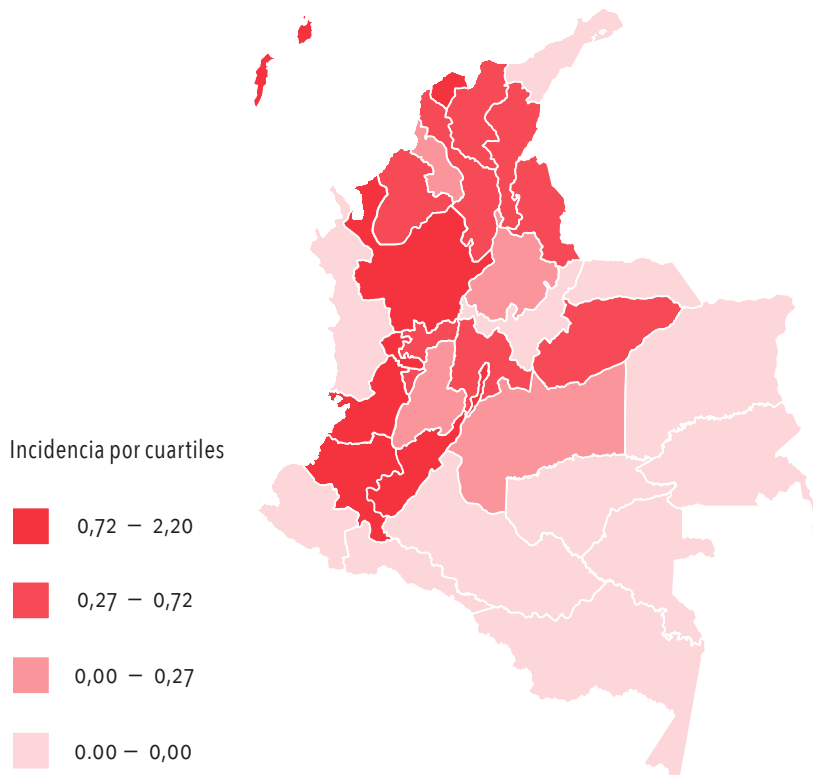 Incidencia por cuartiles
0,72 – 2,20
0,27 – 0,72
0,00 – 0,27
0.00 – 0,00